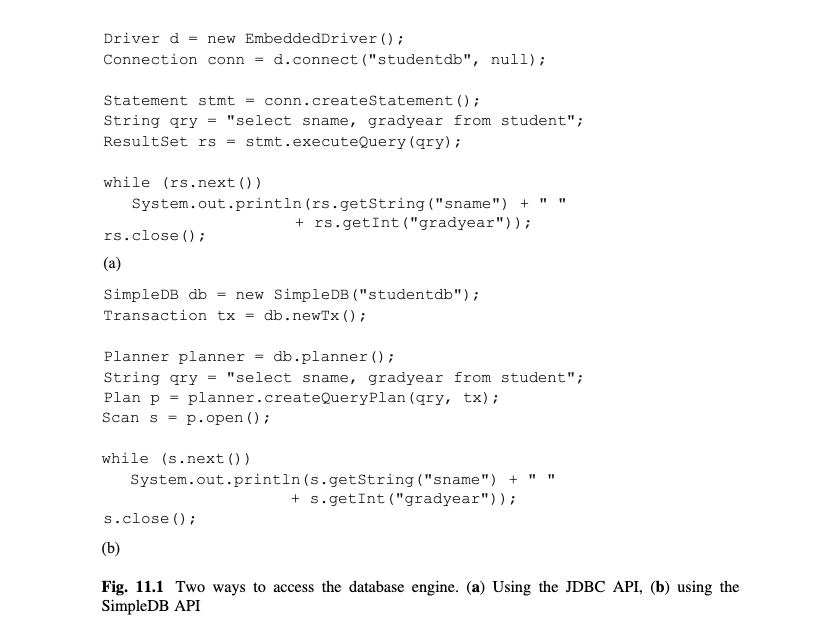 Driver d = new EmbeddedDriver();
Connection conn = d.connect("studentdb", null);
Statement stmt = conn.createStatement();
String qry = "select sname, gradyear from student";
ResultSet rs = stmt.executeQuery(qry);
while (rs.next())
System.out.println(rs.getString("sname") + " "
+ rs.getInt("gradyear"));
rs.close();
(a)
SimpleDB db = new SimpleDB("studentdb");
Transaction tx = db.newTx();
Planner planner = db.planner();
String qry = "select sname, gradyear from student";
Plan p = planner.createQueryPlan(qry, tx);
Scan s = p.open();
while (s.next())
System.out.println(s.getString("sname") + " "
+ s.getInt("gradyear"));
s.close();
(b)
Fig. 11.1 Two ways to access the database engine. (a) Using the JDBC API, (b) using the
SimpleDB API